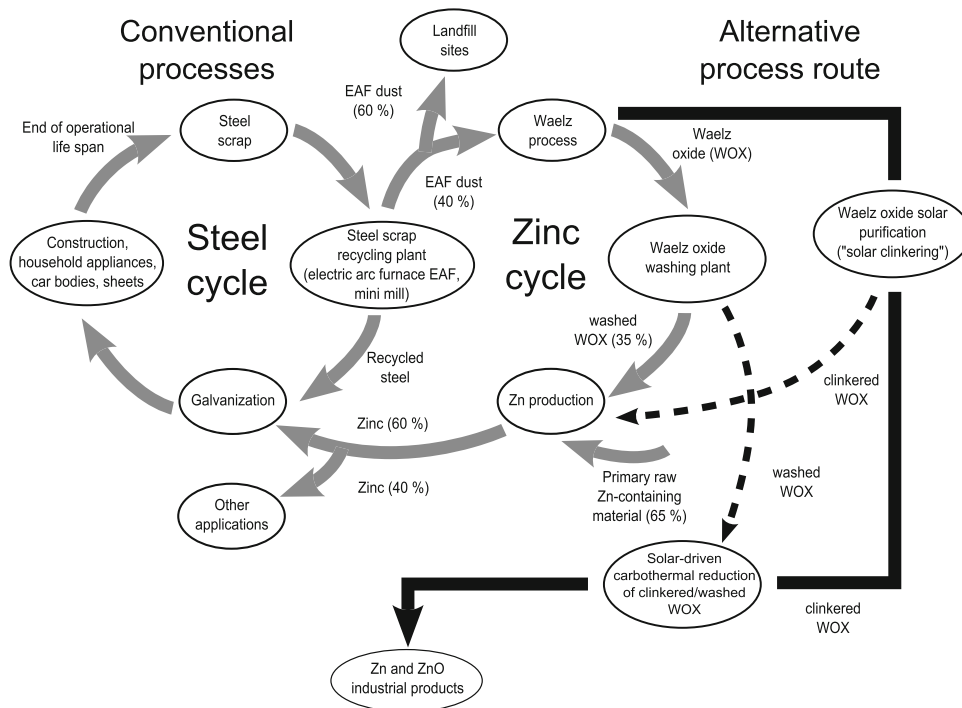 Conventional
processes
Landfill
sites
Alternative
process route
EAF dust
(60 %)
End of operational
life span
Steel
scrap
Waelz
process
Waelz
oxide (WOX)
EAF dust
(40 %)
Construction,
household appliances,
car bodies, sheets
Steel
cycle
Steel scrap
recycling plant
(electric arc furnace EAF,
mini mill)
Zinc
cycle
Waelz oxide
washing plant
Waelz oxide solar
purification
("solar clinkering")
washed
WOX (35 %)
Recycled
steel
clinkered
WOX
Galvanization
Zinc (60 %)
Zn production
Zinc (40 %)
Primary raw
Zn-containing
material (65 %)
washed
WOX
Other
applications
Solar-driven
carbothermal reduction
of clinkered/washed
WOX
clinkered
WOX
Zn and ZnO
industrial products